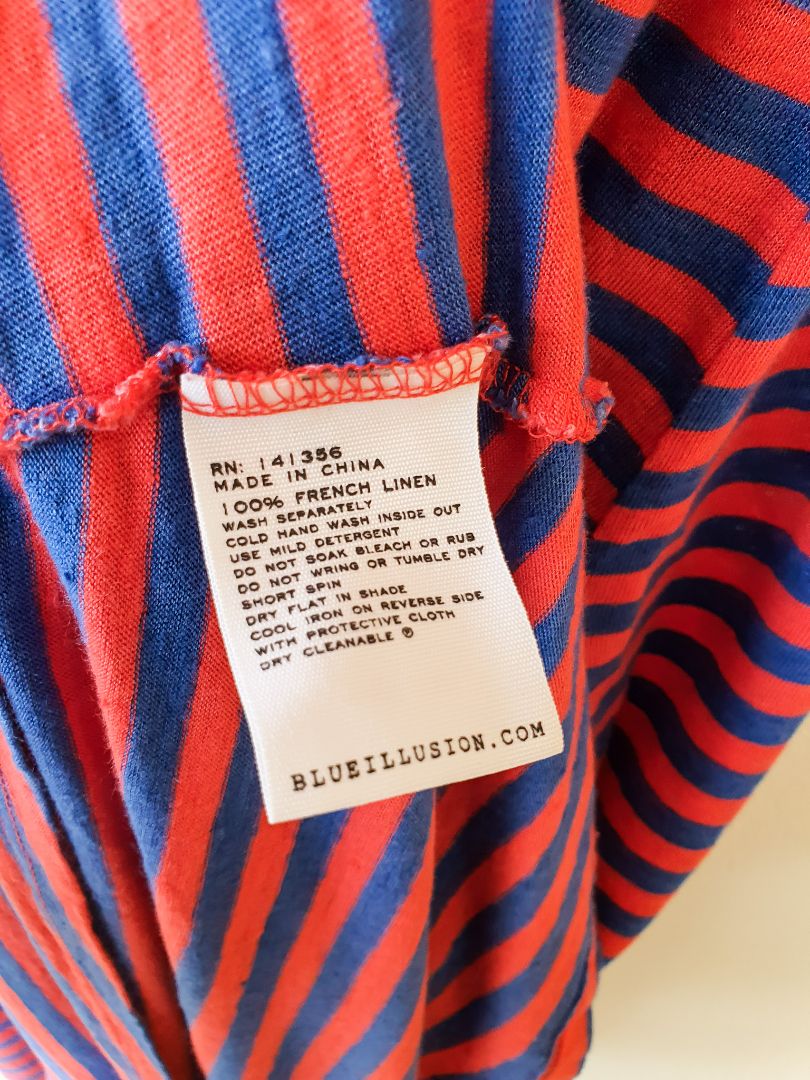 RN: 141356
MADE IN CHINA
100% FRENCH LINEN
WASH SEPARATELY
COLD HAND WASH INSIDE OUT
USE MILD DETERGENT
DO NOT SOAK BLEACH OR RUB
DO NOT WRING OR TUMBLE DRY
SHORT SPIN
DRY FLAT IN SHADE
COOL IRON ON REVERSE SIDE
WITH PROTECTIVE CLOTH
DRY CLEANABLE Ⓟ
BLUEILLUSION.COM